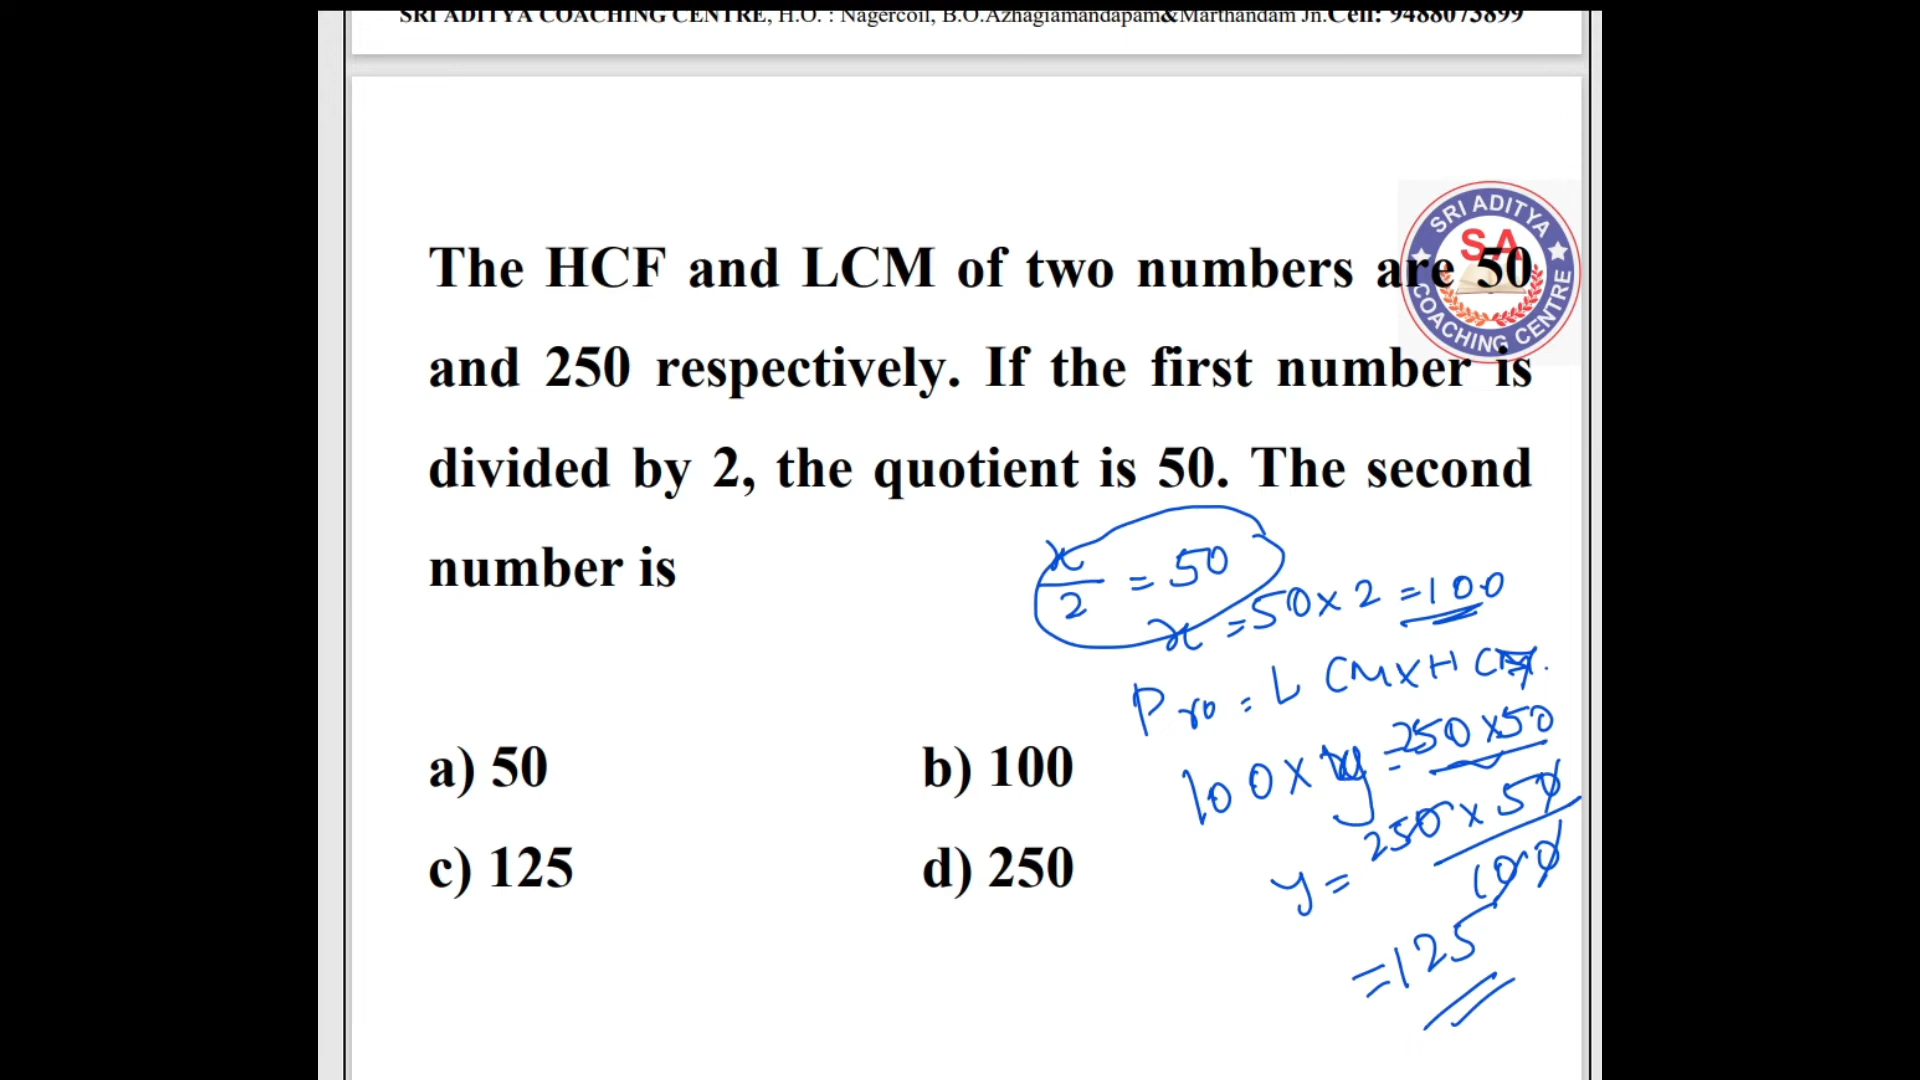 SRI ADITYA COACHING CENTRE, H.O. : Nagercoil, B.O.Azhagiamandapam&Marthandam Jn.Cell: 9488073899
SRI ADITYA
SA
COACHING CENTRE
The HCF and LCM of two numbers are 50
and 250 respectively. If the first number is
divided by 2, the quotient is 50. The second
number is
x/2 = 50
x = 50 x 2 = 100
Pro = LCM x HCF.
100 x y = 250 x 50
y = 250 x 50 / 100
= 125
a) 50 b) 100
c) 125 d) 250